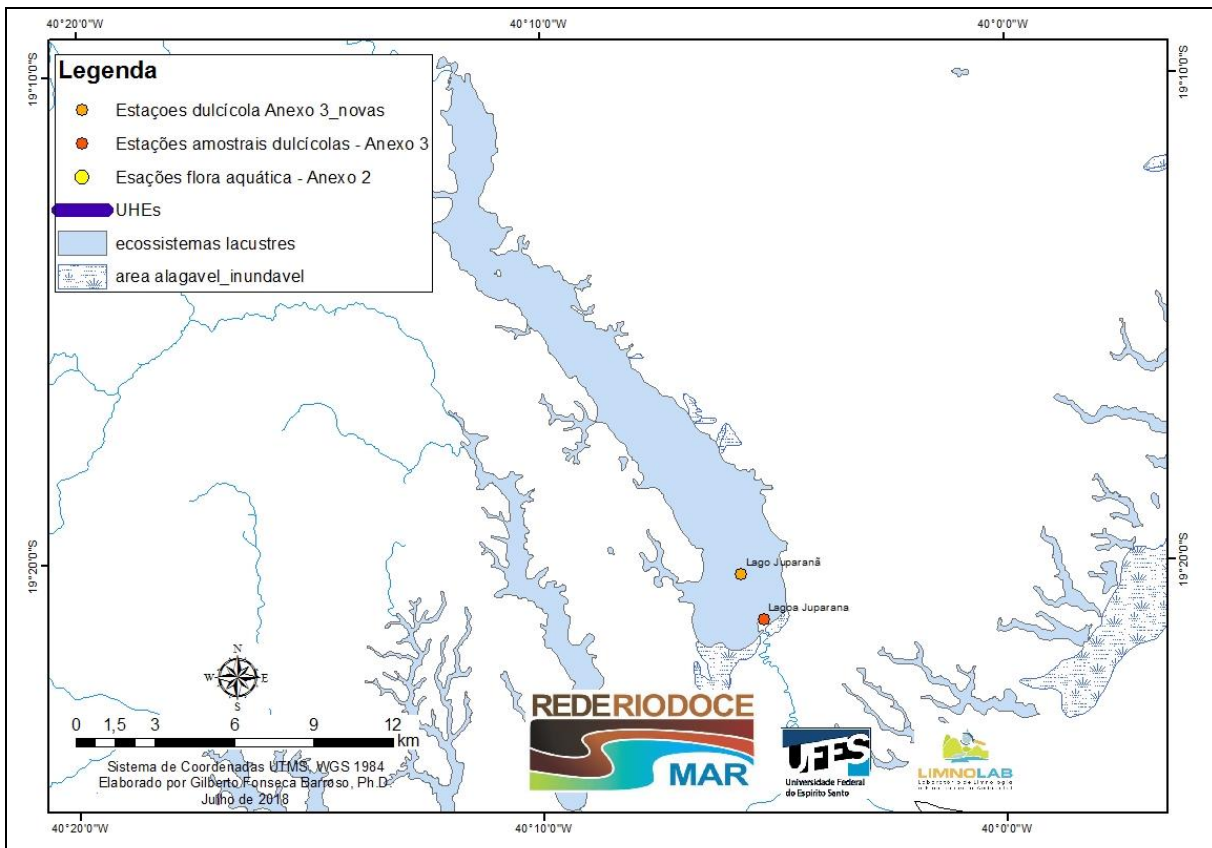 40°20'0"W 40°10'0"W 40°0'0"W
19°10'0"S 19°10'0"S
Legenda
Estaçoes dulcícola Anexo 3_novas
Estações amostrais dulcícolas - Anexo 3
Esações flora aquática - Anexo 2
UHEs
ecossistemas lacustres
area alagavel_inundavel
19°20'0"S 19°20'0"S
Lago Juparanã
Lagoa Juparana
N
W E
S
0 1,5 3 6 9 12
km
Sistema de Coordenadas UTMS, WGS 1984
Elaborado por Gilberto Fonseca Barroso, Ph.D.
Julho de 2018
REDERIODOCE
MAR
UFES
Universidade Federal
do Espírito Santo
LIMNOLAB
40°20'0"W 40°10'0"W 40°0'0"W